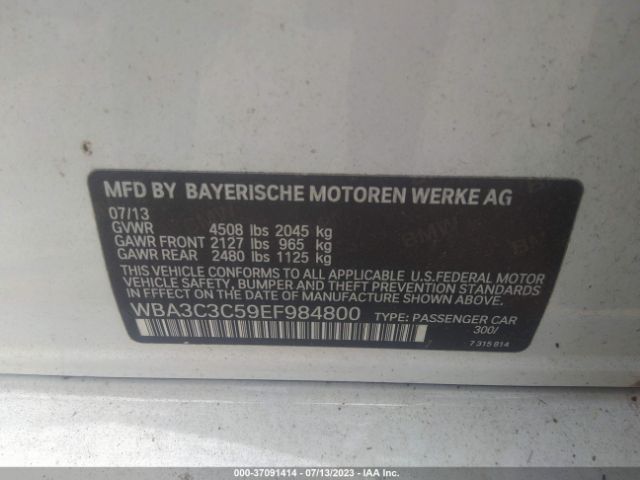 MFD BY BAYERISCHE MOTOREN WERKE AG
07/13
GVWR 4508 lbs 2045 kg
GAWR FRONT 2127 lbs 965 kg
GAWR REAR 2480 lbs 1125 kg
THIS VEHICLE CONFORMS TO ALL APPLICABLE U.S.FEDERAL MOTOR
VEHICLE SAFETY, BUMPER, AND THEFT PREVENTION STANDARDS
IN EFFECT ON THE DATE OF MANUFACTURE SHOWN ABOVE.
WBA3C3C59EF984800 TYPE: PASSENGER CAR
300/
7 315 814
000-37091414 - 07/13/2023 - IAA Inc.